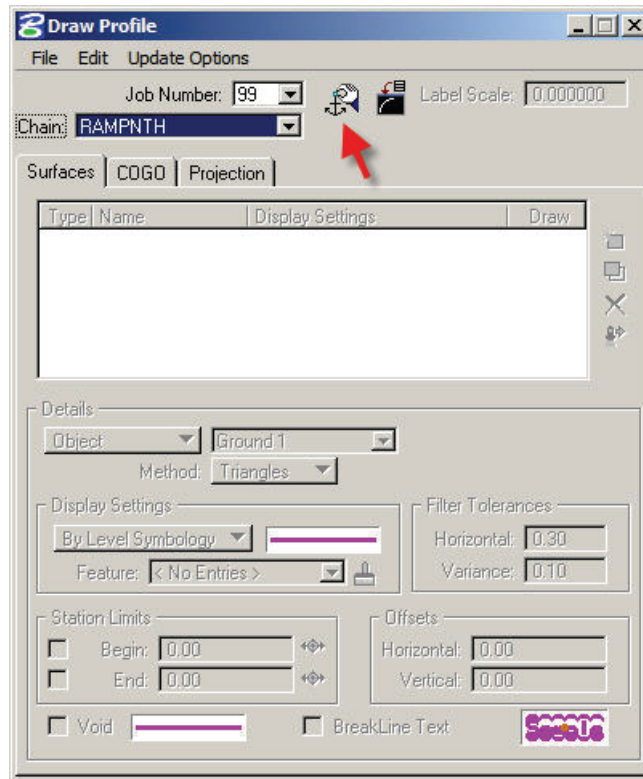 Draw Profile
File Edit Update Options
Job Number: 99 Label Scale: 0.000000
Chain: RAMPNTH
Surfaces COGO Projection
Type Name Display Settings Draw
Details
Object Ground 1
Method: Triangles
Display Settings Filter Tolerances
By Level Symbology Horizontal: 0.30
Feature: < No Entries > Variance: 0.10
Station Limits Offsets
Begin: 0.00 Horizontal: 0.00
End: 0.00 Vertical: 0.00
Void BreakLine Text